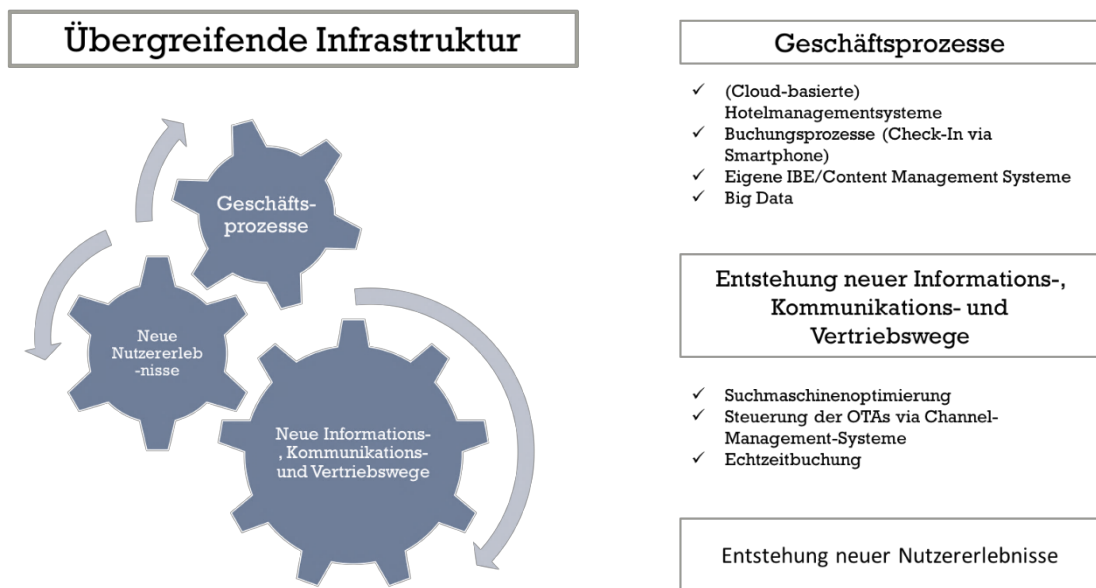 Übergreifende Infrastruktur
Geschäfts-
prozesse
Neue
Nutzererleb
-nisse
Neue Informations-
, Kommunikations-
und Vertriebswege
Geschäftsprozesse
✓ (Cloud-basierte)
Hotelmanagementsysteme
✓ Buchungsprozesse (Check-In via
Smartphone)
✓ Eigene IBE/Content Management Systeme
✓ Big Data
Entstehung neuer Informations-,
Kommunikations- und
Vertriebswege
✓ Suchmaschinenoptimierung
✓ Steuerung der OTAs via Channel-
Management-Systeme
✓ Echtzeitbuchung
Entstehung neuer Nutzererlebnisse